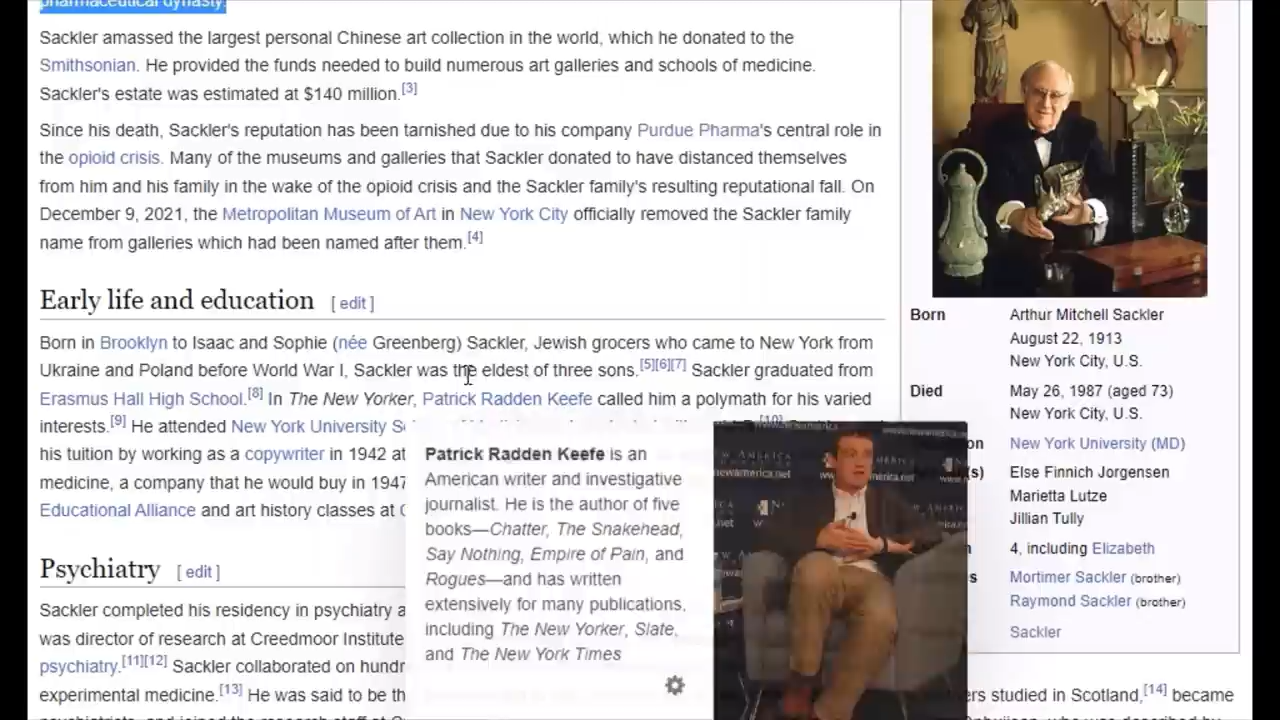 pharmaceutical dynasty.
Sackler amassed the largest personal Chinese art collection in the world, which he donated to the
Smithsonian. He provided the funds needed to build numerous art galleries and schools of medicine.
Sackler's estate was estimated at $140 million.[3]
Since his death, Sackler's reputation has been tarnished due to his company Purdue Pharma's central role in
the opioid crisis. Many of the museums and galleries that Sackler donated to have distanced themselves
from him and his family in the wake of the opioid crisis and the Sackler family's resulting reputational fall. On
December 9, 2021, the Metropolitan Museum of Art in New York City officially removed the Sackler family
name from galleries which had been named after them.[4]
Early life and education [ edit ]
Born in Brooklyn to Isaac and Sophie (née Greenberg) Sackler, Jewish grocers who came to New York from
Ukraine and Poland before World War I, Sackler was the eldest of three sons.[5][6][7] Sackler graduated from
Erasmus Hall High School.[8] In The New Yorker, Patrick Radden Keefe called him a polymath for his varied
interests.[9] He attended New York University Sc
his tuition by working as a copywriter in 1942 at
medicine, a company that he would buy in 1947
Educational Alliance and art history classes at C
Psychiatry [ edit ]
Sackler completed his residency in psychiatry a
was director of research at Creedmoor Institute
psychiatry.[11][12] Sackler collaborated on hundr
experimental medicine.[13] He was said to be th
Patrick Radden Keefe is an
American writer and investigative
journalist. He is the author of five
books—Chatter, The Snakehead,
Say Nothing, Empire of Pain, and
Rogues—and has written
extensively for many publications,
including The New Yorker, Slate,
and The New York Times
newamerica.net
Born Arthur Mitchell Sackler
August 22, 1913
New York City, U.S.
Died May 26, 1987 (aged 73)
New York City, U.S.
New York University (MD)
Else Finnich Jorgensen
Marietta Lutze
Jillian Tully
4, including Elizabeth
Mortimer Sackler (brother)
Raymond Sackler (brother)
Sackler
ers studied in Scotland,[14] became